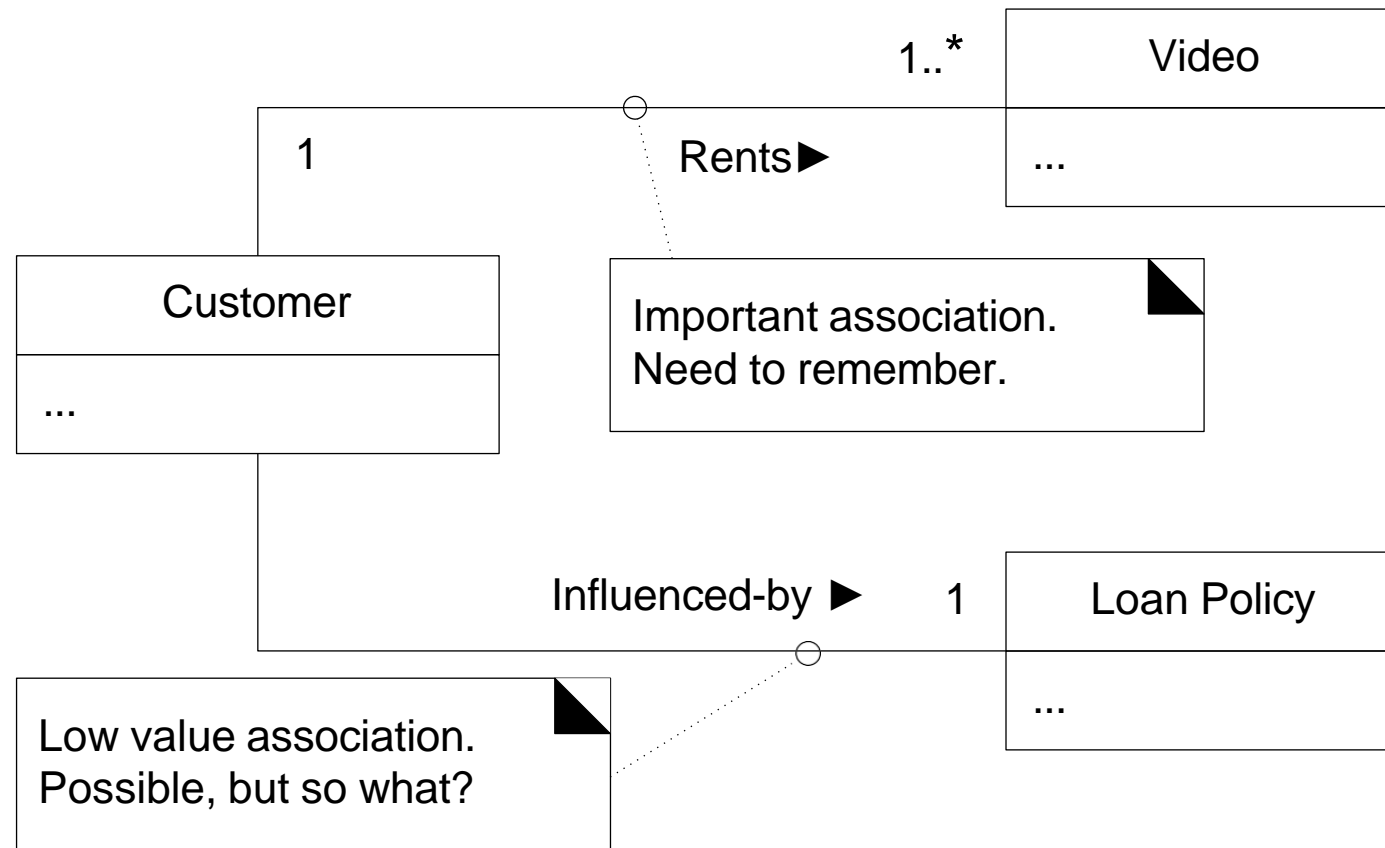 1..*
Video
1
Rents►
...
Customer
...
Important association.
Need to remember.
Influenced-by ►
1
Loan Policy
...
Low value association.
Possible, but so what?